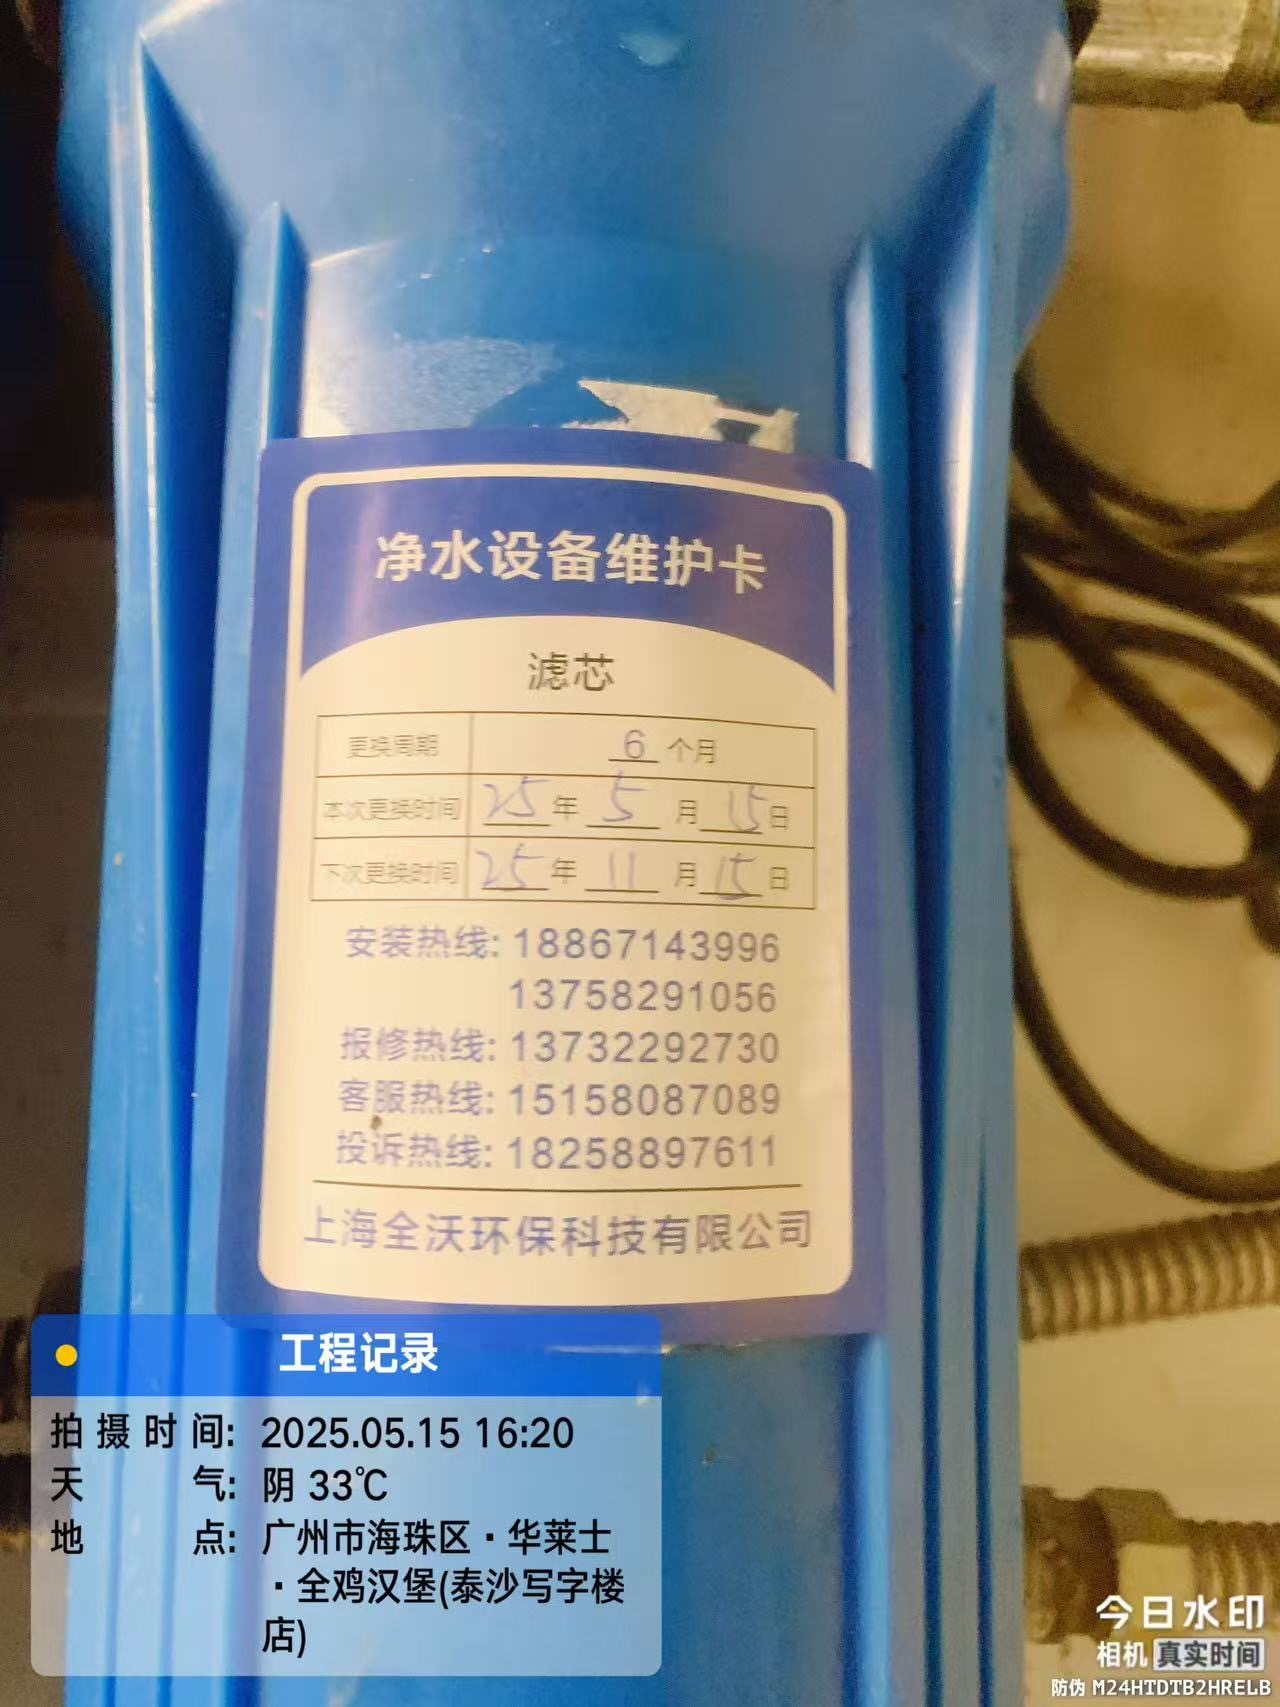 净水设备维护卡
滤芯
更换周期 6 个月
本次更换时间 25 年 5 月 15 日
下次更换时间 25 年 11 月 15 日
安装热线: 18867143996
13758291056
报修热线: 13732292730
客服热线: 15158087089
投诉热线: 18258897611
上海全沃环保科技有限公司
工程记录
拍摄时间: 2025.05.15 16:20
天气: 阴 33℃
地点: 广州市海珠区·华莱士
·全鸡汉堡(泰沙写字楼
店)
今日水印
相机 真实时间
防伪 M24HTDTB2HRELB